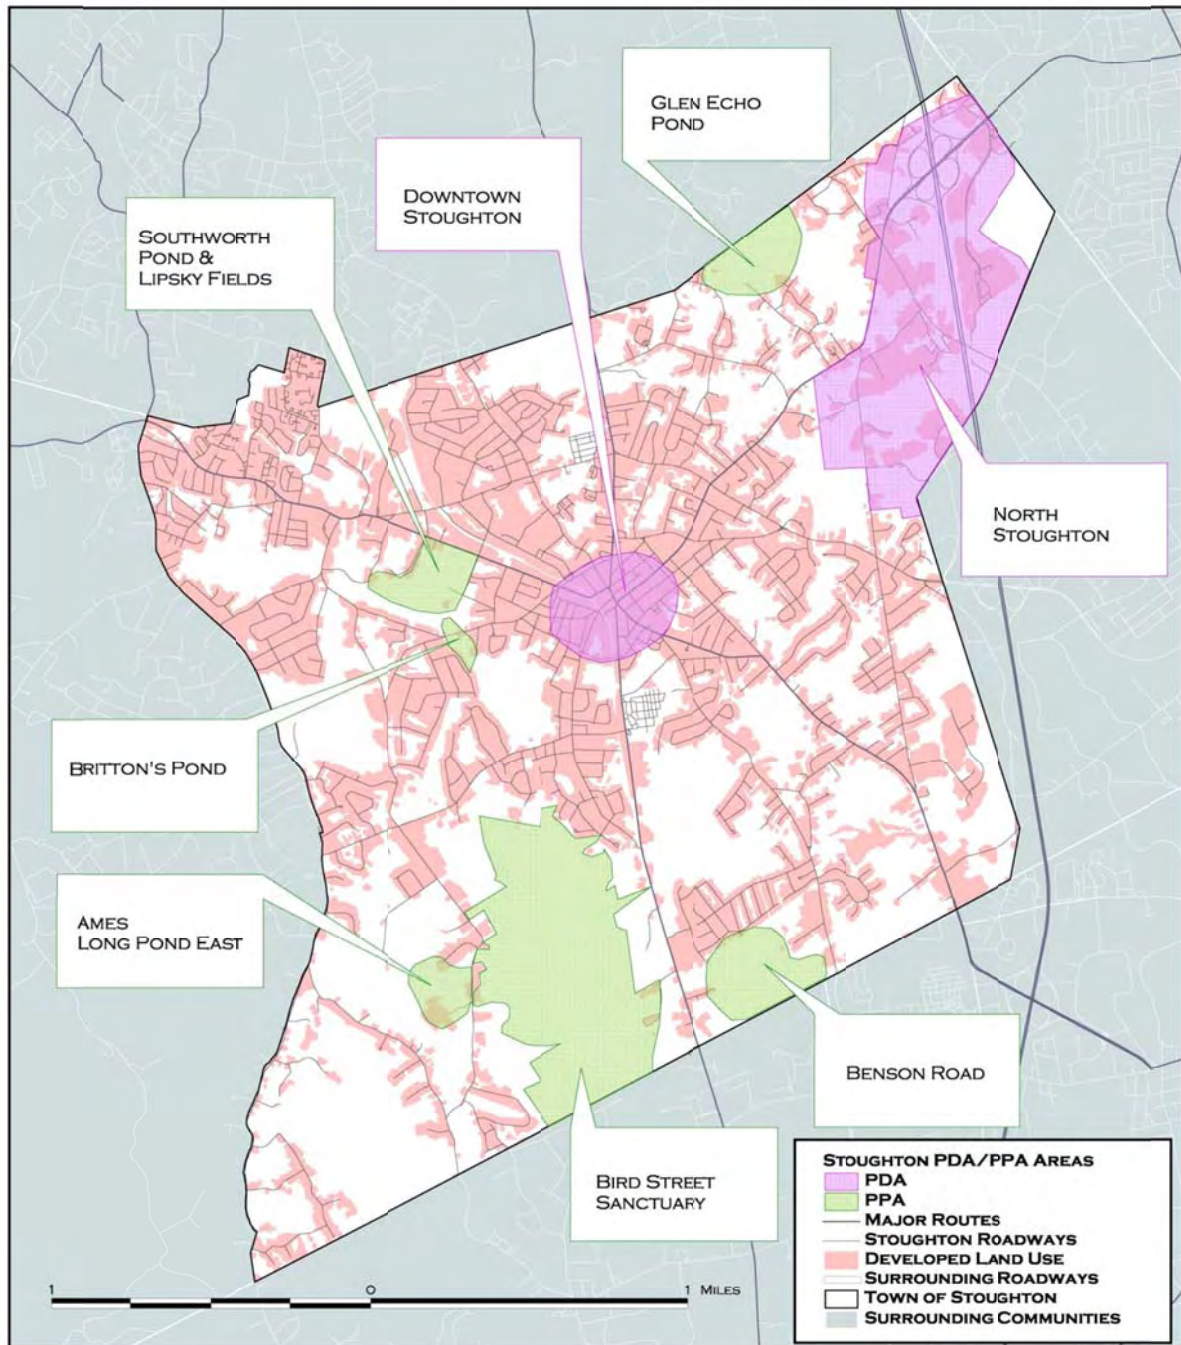 GLEN ECHO
POND
DOWNTOWN
STOUGHTON
SOUTHWORTH
POND &
LIPSKY FIELDS
NORTH
STOUGHTON
BRITTON'S POND
AMES
LONG POND EAST
BENSON ROAD
BIRD STREET
SANCTUARY
STOUGHTON PDA/PPA AREAS
PDA
PPA
MAJOR ROUTES
STOUGHTON ROADWAYS
DEVELOPED LAND USE
SURROUNDING ROADWAYS
TOWN OF STOUGHTON
SURROUNDING COMMUNITIES
1 0 1 MILES